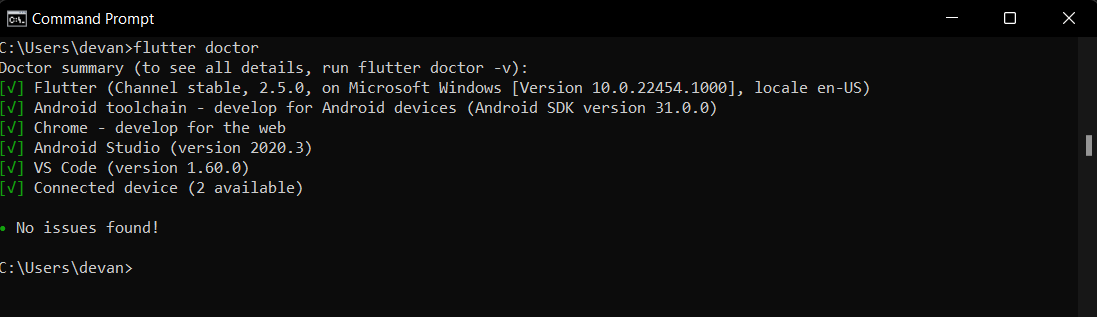 Command Prompt
C:\Users\devan>flutter doctor
Doctor summary (to see all details, run flutter doctor -v):
[√] Flutter (Channel stable, 2.5.0, on Microsoft Windows [Version 10.0.22454.1000], locale en-US)
[√] Android toolchain - develop for Android devices (Android SDK version 31.0.0)
[√] Chrome - develop for the web
[√] Android Studio (version 2020.3)
[√] VS Code (version 1.60.0)
[√] Connected device (2 available)
• No issues found!
C:\Users\devan>